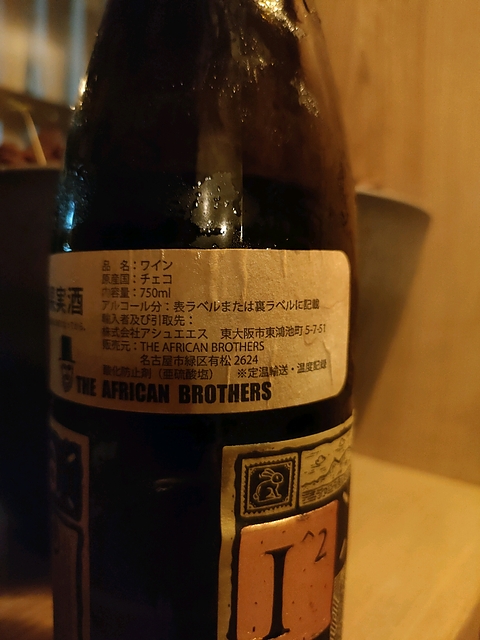 果実酒
品　名：ワイン
原産国：チェコ
内容量：750ml
アルコール分：表ラベルまたは裏ラベルに記載
輸入者及び引取先：
株式会社アシュエエス　東大阪市東鴻池町 5-7-51
販売元：THE AFRICAN BROTHERS
名古屋市緑区有松 2624
酸化防止剤（亜硫酸塩）　※定温輸送・温度記録
THE AFRICAN BROTHERS
I^2